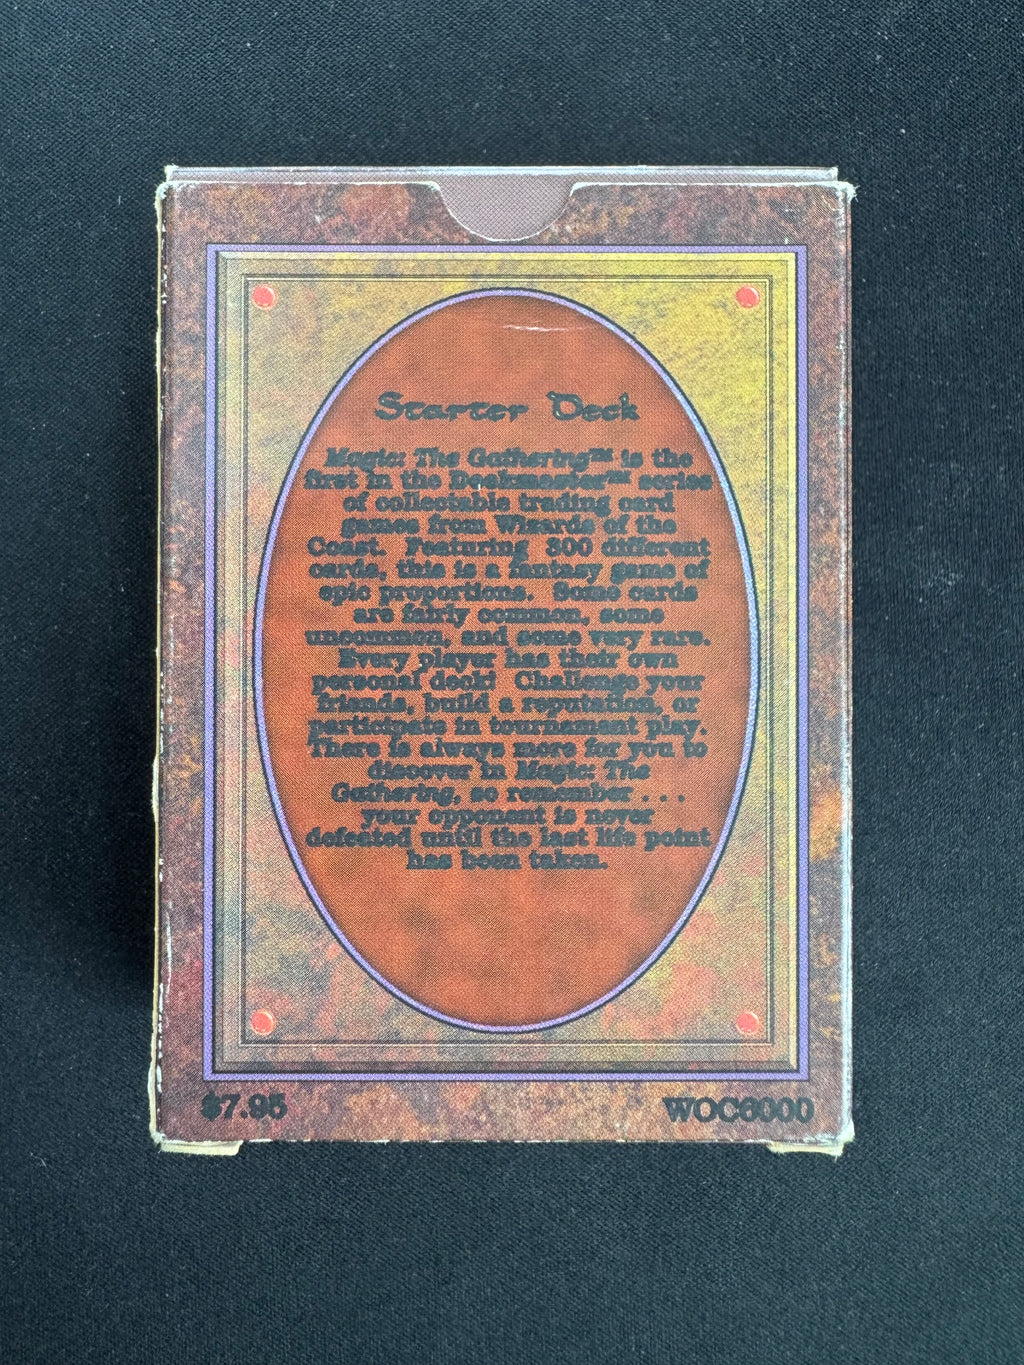 Starter Deck
Magic: The Gathering™ is the
first in the Deckmaster™ series
of collectable trading card
games from Wizards of the
Coast. Featuring 300 different
cards, this is a fantasy game of
epic proportions. Some cards
are fairly common, some
uncommon, and some very rare.
Every player has their own
personal deck! Challenge your
friends, build a reputation, or
participate in tournament play.
There is always more for you to
discover in Magic: The
Gathering, so remember . . .
your opponent is never
defeated until the last life point
has been taken.
$7.95
WOC6000